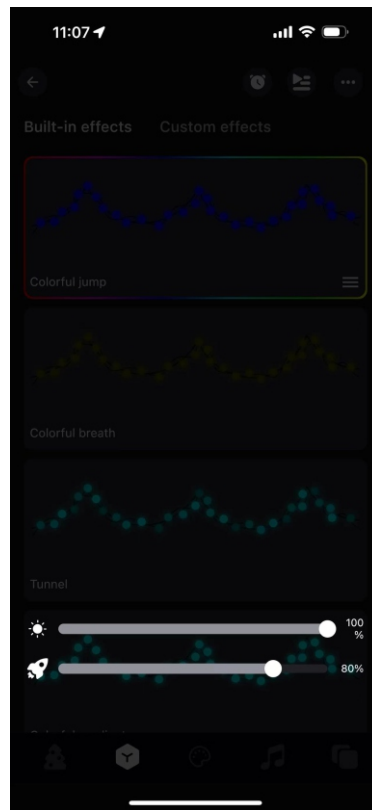 11:07
Built-in effects Custom effects
Colorful jump
Colorful breath
Tunnel
100
%
80%